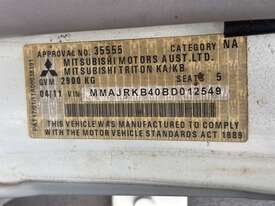 APPROVAL NO. 35555 CATEGORY NA
MITSUBISHI MOTORS AUST.LTD.
MITSUBISHI TRITON KA/KB
GVM 2900 KG SEATS 5
04/11 VIN MMAJRKB40BD012549
THIS VEHICLE WAS MANUFACTURED TO COMPLY
WITH THE MOTOR VEHICLE STANDARDS ACT 1989